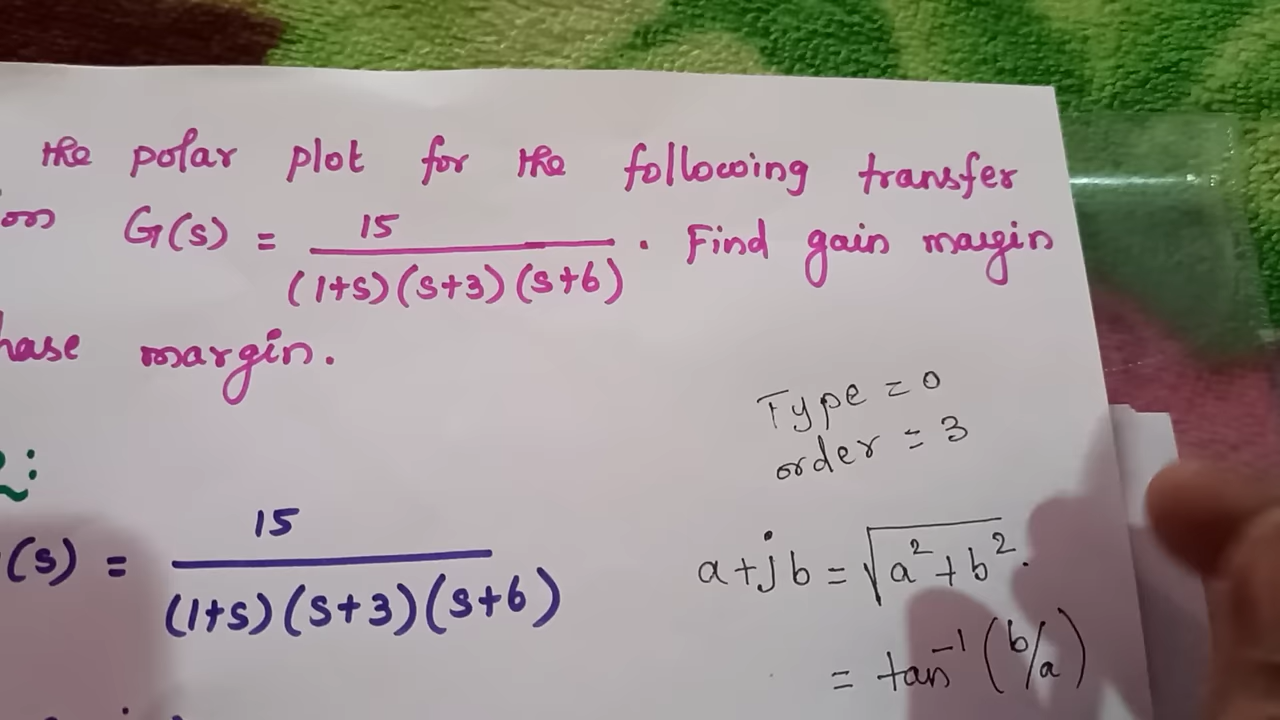 the polar plot for the following transfer
G(s) = 15 / (1+s)(s+3)(s+6) . Find gain margin
hase margin.
Type = 0
order = 3
(s) = 15 / (1+s)(s+3)(s+6)
a+jb = √a²+b².
= tan⁻¹ (b/a)